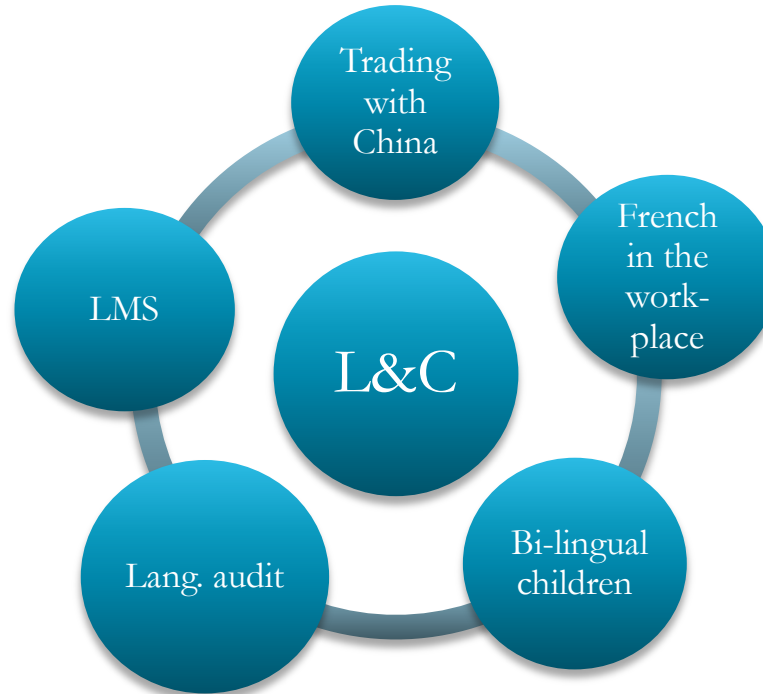 Trading
with
China
French
in the
work-
place
LMS
L&C
Lang. audit
Bi-lingual
children